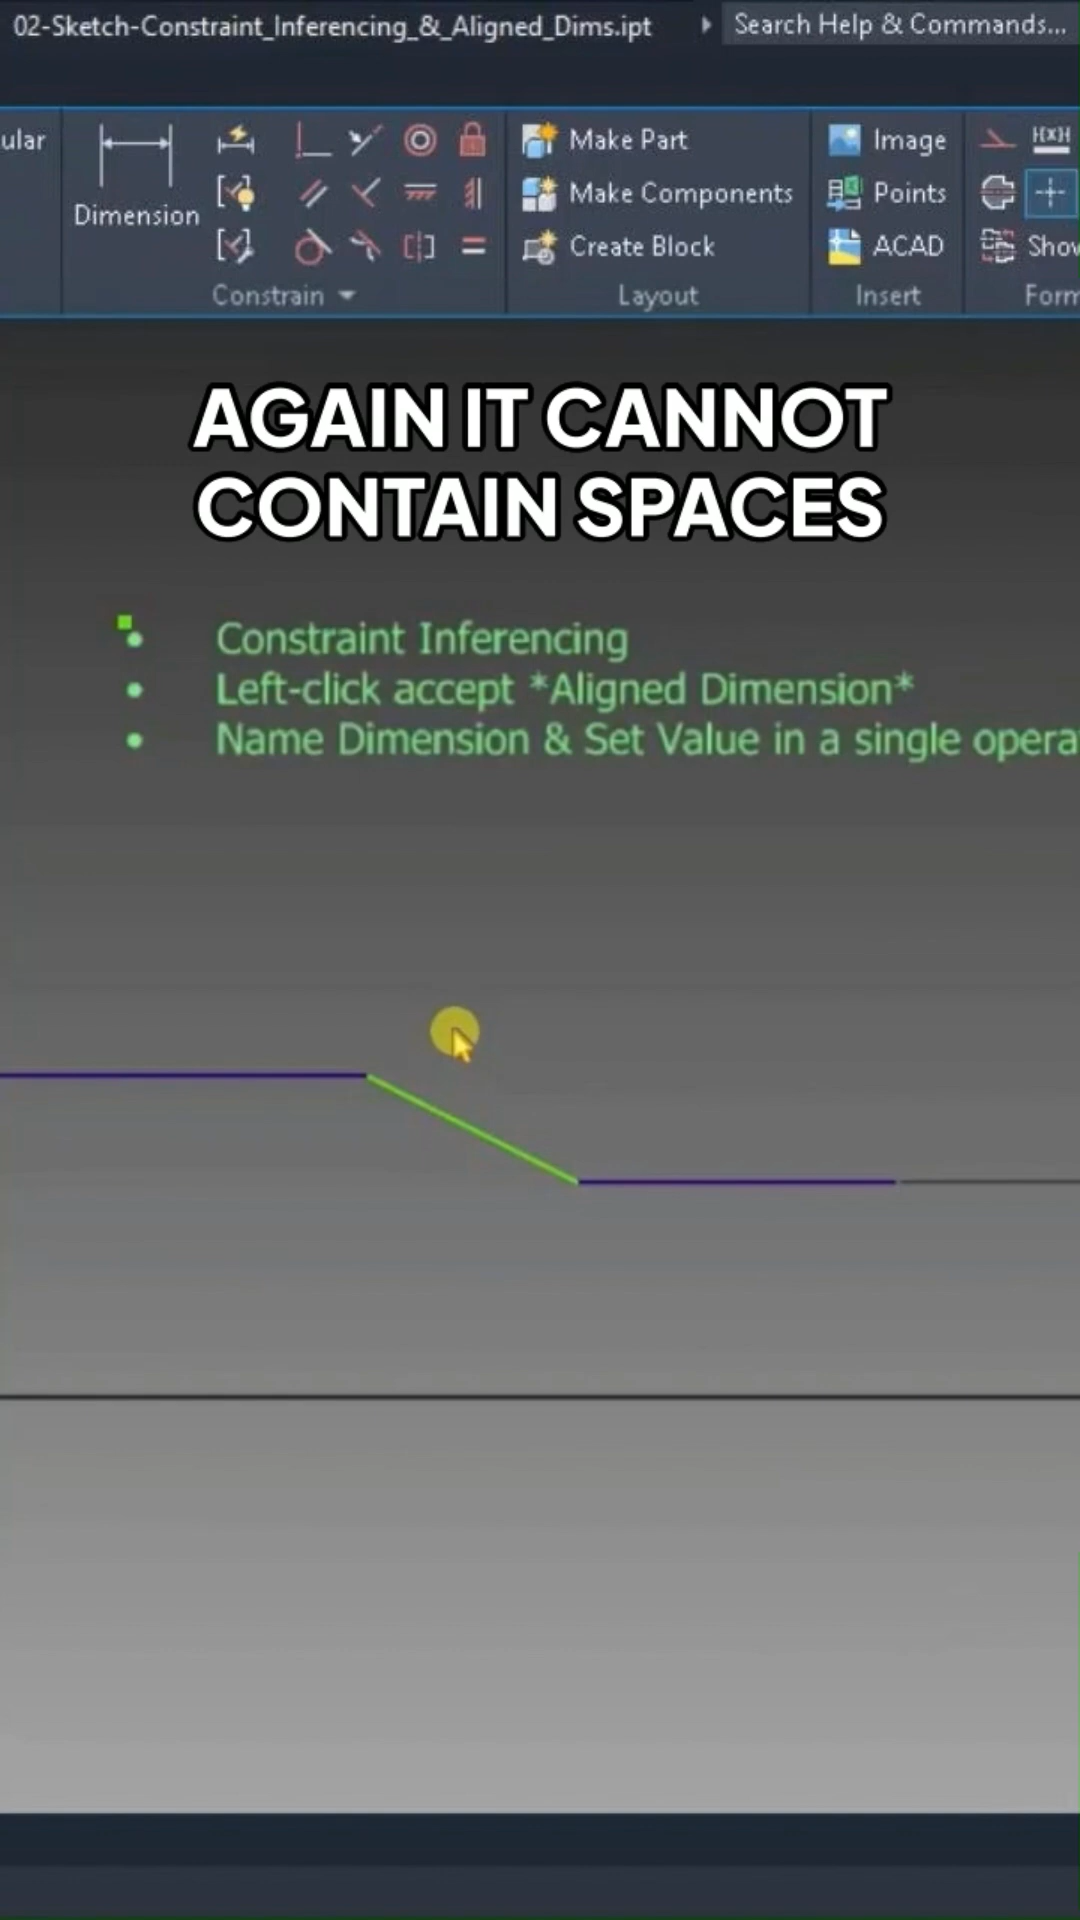 02-Sketch-Constraint_Inferencing_&_Aligned_Dims.ipt
Search Help & Commands...
ular
Dimension
Constrain
Make Part
Make Components
Create Block
Layout
Image
Points
ACAD
Insert
Show
Form
AGAIN IT CANNOT
CONTAIN SPACES
• Constraint Inferencing
• Left-click accept *Aligned Dimension*
• Name Dimension & Set Value in a single opera